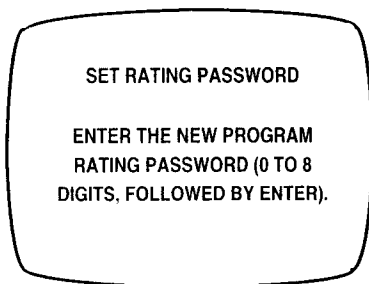 SET RATING PASSWORD
ENTER THE NEW PROGRAM
RATING PASSWORD (0 TO 8
DIGITS, FOLLOWED BY ENTER).